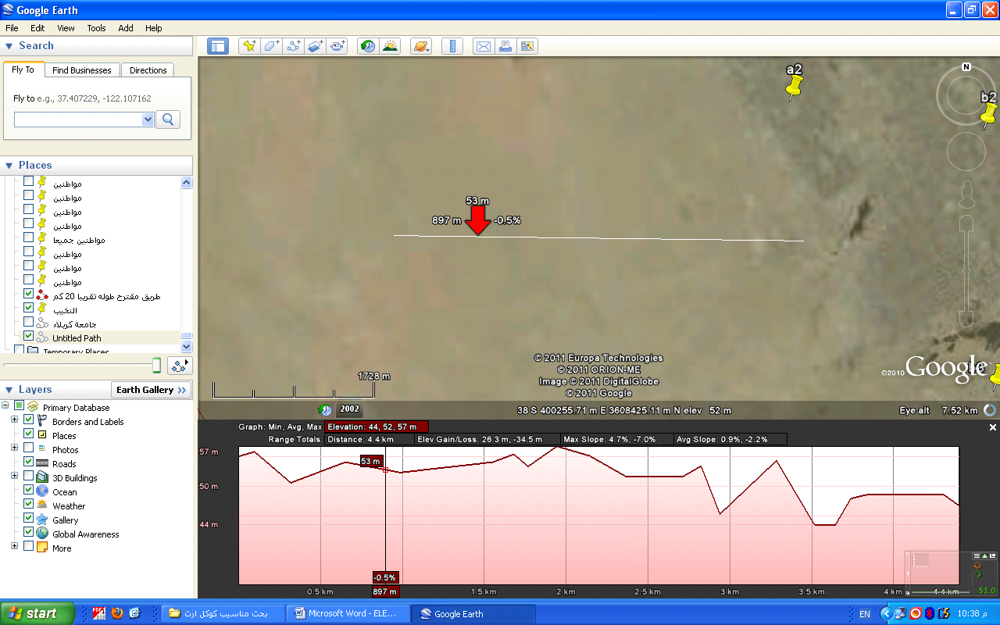 Google Earth
File Edit View Tools Add Help
Search
Fly To Find Businesses Directions
Fly to e.g., 37.407229, -122.107162
Places
مواطنين
مواطنين
مواطنين
مواطنين
مواطنين جميعا
مواطنين
مواطنين
مواطنين
طريق مقترح طوله تقريبا 20 كم
النخيب
جامعة كربلاء
Untitled Path
Temporary Places
Layers
Earth Gallery >>
Primary Database
Borders and Labels
Places
Photos
Roads
3D Buildings
Ocean
Weather
Gallery
Global Awareness
More
a2
N
b2
53 m
897 m -0.5%
© 2011 Europa Technologies
© 2011 ORION-ME
Image © 2011 DigitalGlobe
© 2011 Google
©2010 Google
1728 m
2002
38 S 400255.71 m E 3608425.11 m N elev 52 m
Eye alt 7.52 km
Graph: Min, Avg, Max Elevation: 44, 52, 57 m
Range Totals: Distance: 4.4 km Elev Gain/Loss: 26.3 m, -34.5 m Max Slope: 4.7%, -7.0% Avg Slope: 0.9%, -2.2%
57 m
53 m
50 m
44 m
-0.5%
0.5 km 897 m 1.5 km 2 km 2.5 km 3 km 3.5 km 4 km 4.4 km
53.0
start
بحث مناسيب كوكل ارث
Microsoft Word - ELE...
Google Earth
EN
10:38 م